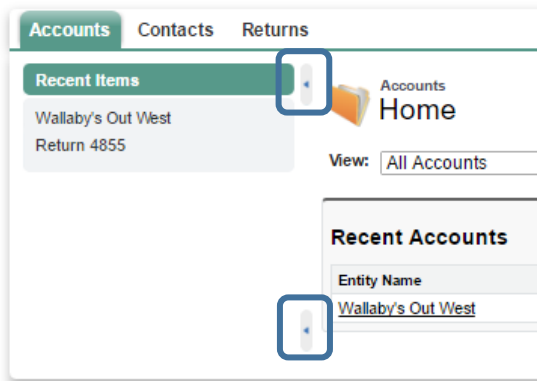 Accounts Contacts Returns
Recent Items
Wallaby's Out West
Return 4855
Accounts
Home
View: All Accounts
Recent Accounts
Entity Name
Wallaby's Out West